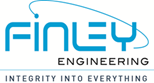 FINLEY
ENGINEERING
INTEGRITY INTO EVERYTHING